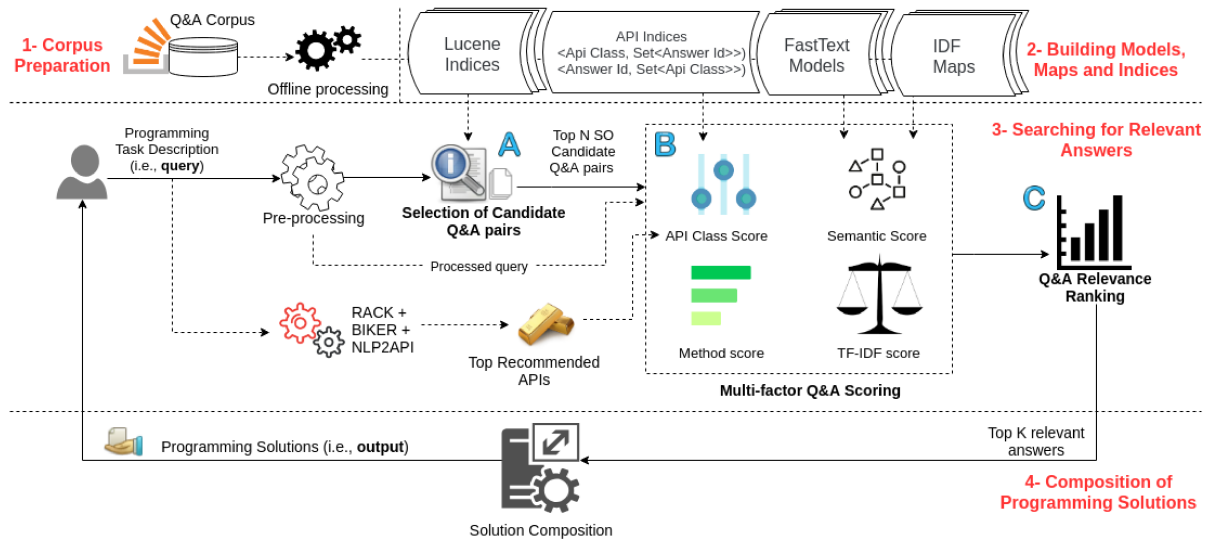 1- Corpus
Preparation
Q&A Corpus
Offline processing
Lucene
Indices
API Indices
<Api Class, Set<Answer Id>>)
<Answer Id, Set<Api Class>>)
FastText
Models
IDF
Maps
2- Building Models,
Maps and Indices
Programming
Task Description
(i.e., query)
Pre-processing
A
Selection of Candidate
Q&A pairs
Top N SO
Candidate
Q&A pairs
Processed query
RACK +
BIKER +
NLP2API
Top Recommended
APIs
B
API Class Score
Semantic Score
Method score
TF-IDF score
Multi-factor Q&A Scoring
3- Searching for Relevant
Answers
C
Q&A Relevance
Ranking
Top K relevant
answers
4- Composition of
Programming Solutions
Programming Solutions (i.e., output)
Solution Composition